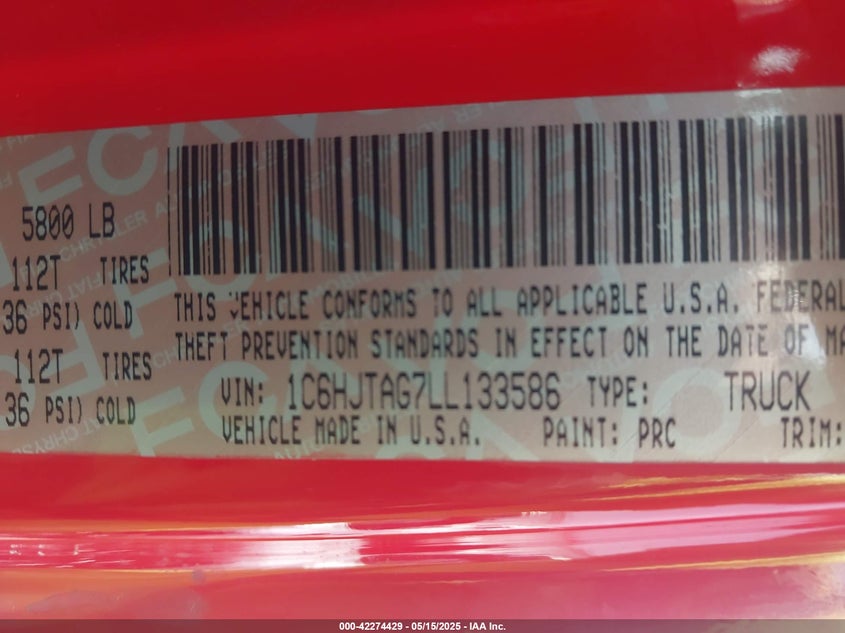 5800 LB
112T TIRES
36 PSI) COLD
112T TIRES
36 PSI) COLD
THIS VEHICLE CONFORMS TO ALL APPLICABLE U.S.A. FEDERAL
THEFT PREVENTION STANDARDS IN EFFECT ON THE DATE OF MA
VIN: 1C6HJTAG7LL133586 TYPE: TRUCK
VEHICLE MADE IN U.S.A. PAINT: PRC TRIM:
000-42274429 - 05/15/2025 - IAA Inc.